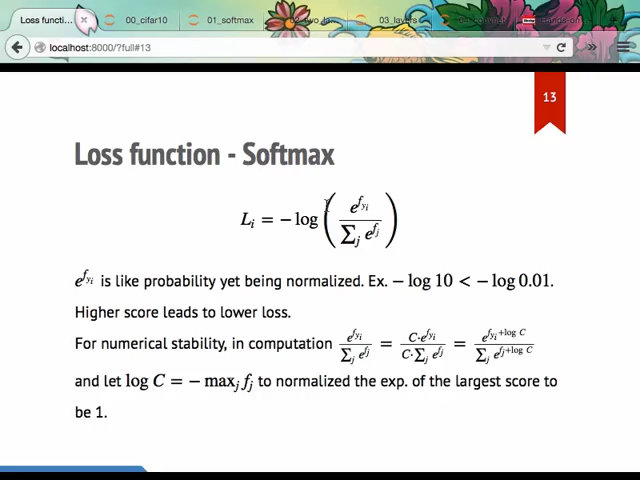 Loss functi... × 00_cifar10 01_softmax 03_layers
localhost:8000/?full#13
13
Loss function - Softmax
L_i = − log ( e^{f_{y_i}} / ∑_j e^{f_j} )
e^{f_{y_i}} is like probability yet being normalized. Ex. − log 10 < − log 0.01.
Higher score leads to lower loss.
For numerical stability, in computation e^{f_{y_i}} / ∑_j e^{f_j} = C·e^{f_{y_i}} / C·∑_j e^{f_j} = e^{f_{y_i}+log C} / ∑_j e^{f_j+log C}
and let log C = − max_j f_j to normalized the exp. of the largest score to
be 1.